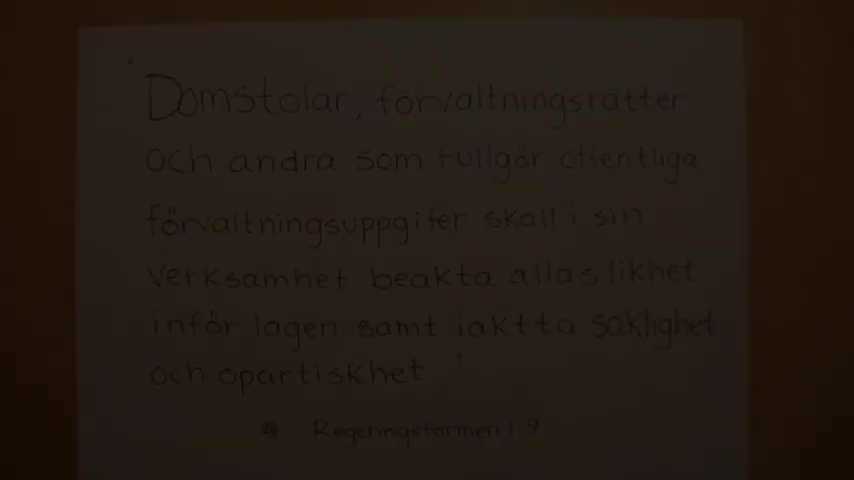 Domstolar, förvaltningsrätter
och andra som fullgör offentliga
förvaltningsuppgifer skall i sin
verksamhet beakta allas likhet
inför lagen samt iaktta saklighet
och opartiskhet
Regeringsformen 1:9